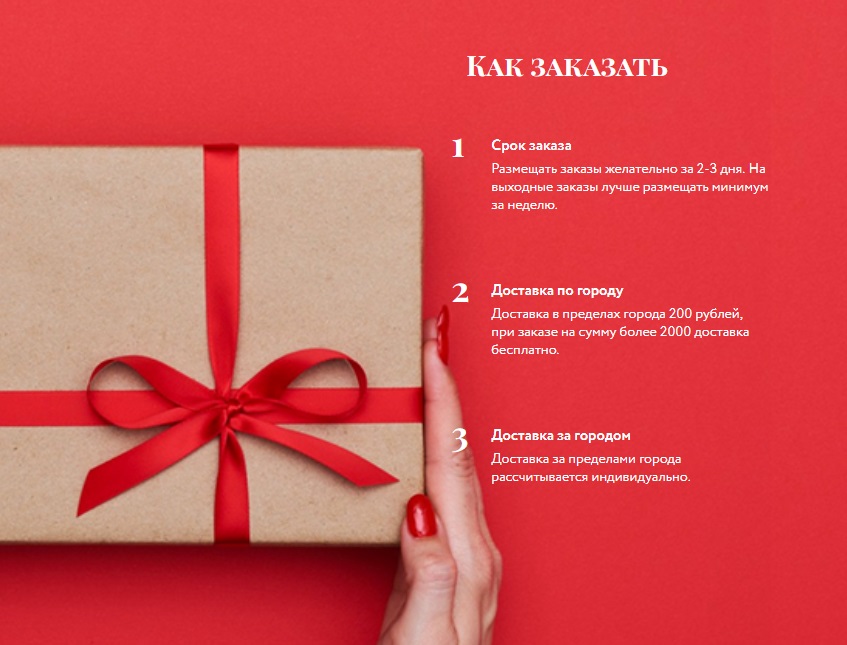 Как заказать
1 Срок заказа
Размещать заказы желательно за 2-3 дня. На
выходные заказы лучше размещать минимум
за неделю.
2 Доставка по городу
Доставка в пределах города 200 рублей,
при заказе на сумму более 2000 доставка
бесплатно.
3 Доставка за городом
Доставка за пределами города
рассчитывается индивидуально.